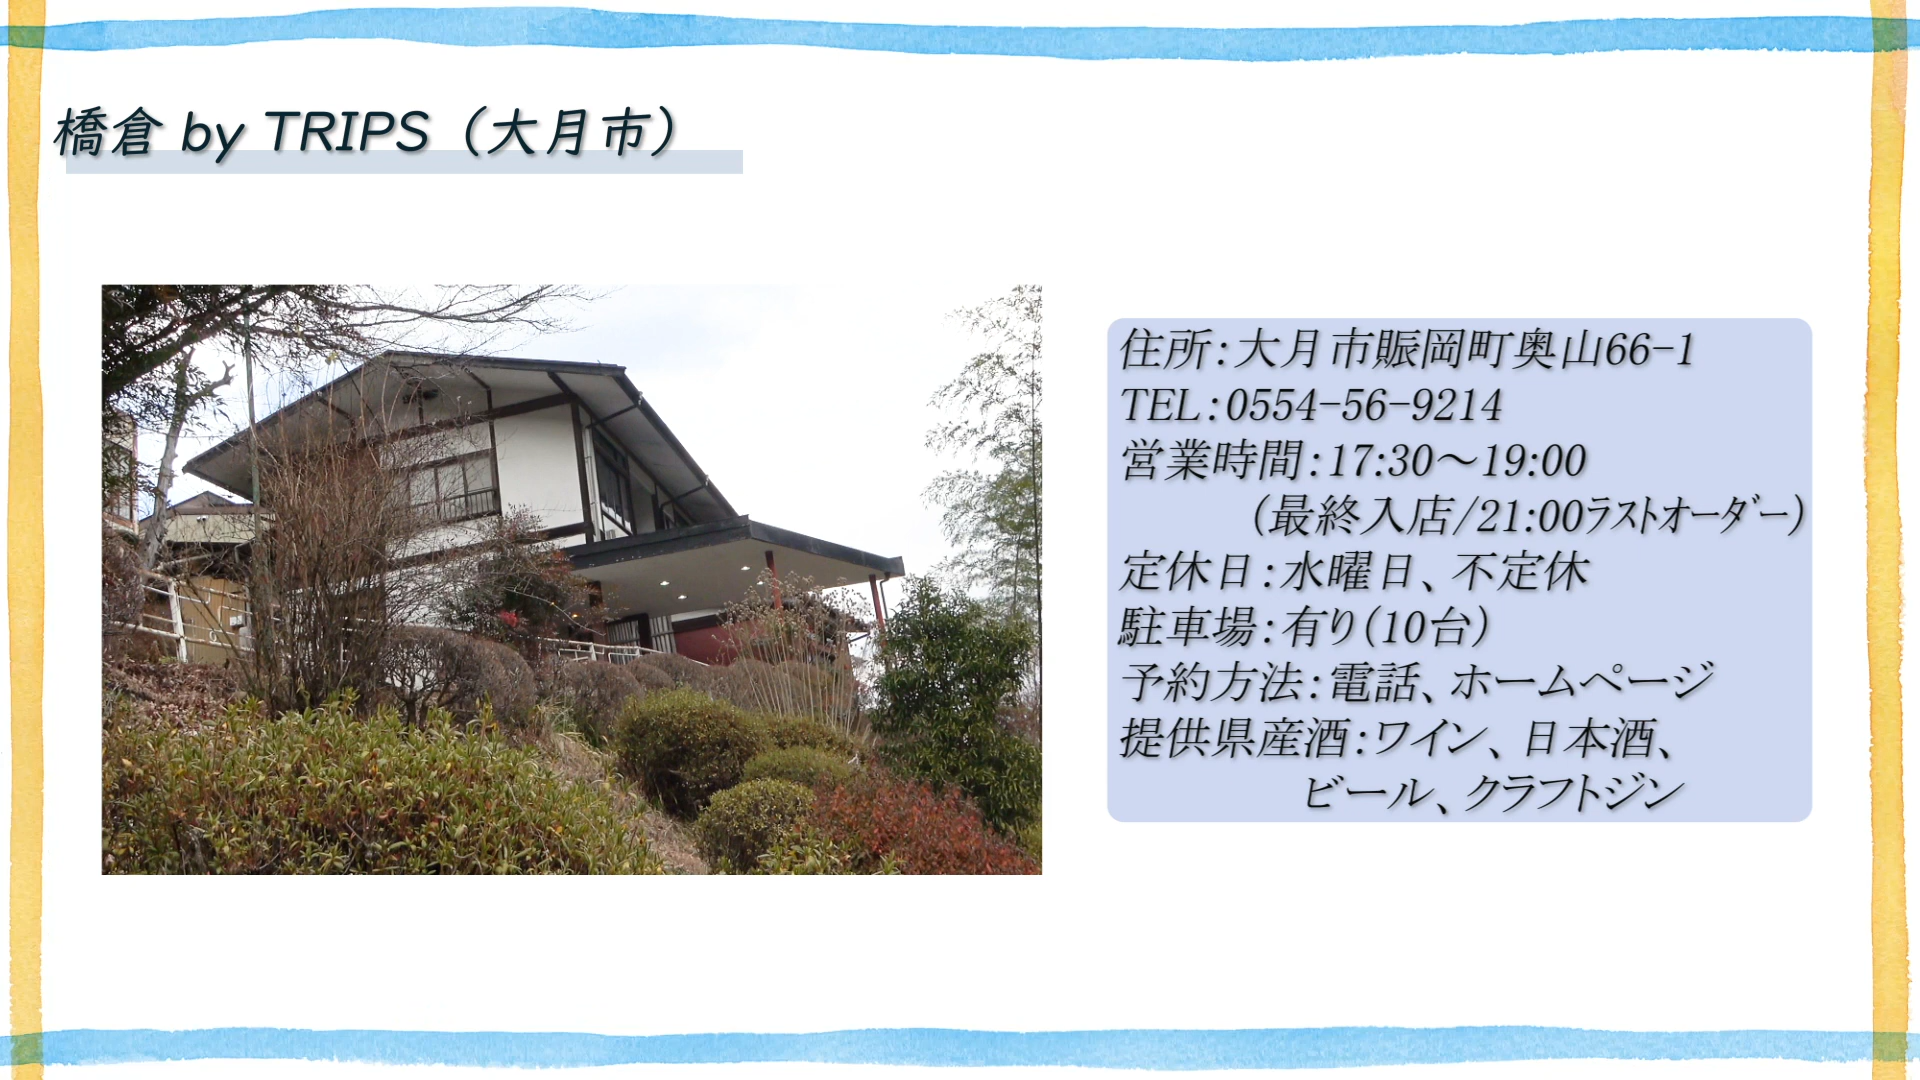 橋倉 by TRIPS（大月市）
住所：大月市賑岡町奥山66-1
TEL：0554-56-9214
営業時間：17:30～19:00
（最終入店/21:00ﾗｽﾄｵｰﾀﾞｰ）
定休日：水曜日、不定休
駐車場：有り（10台）
予約方法：電話、ホームページ
提供県産酒：ワイン、日本酒、
ビール、クラフトジン